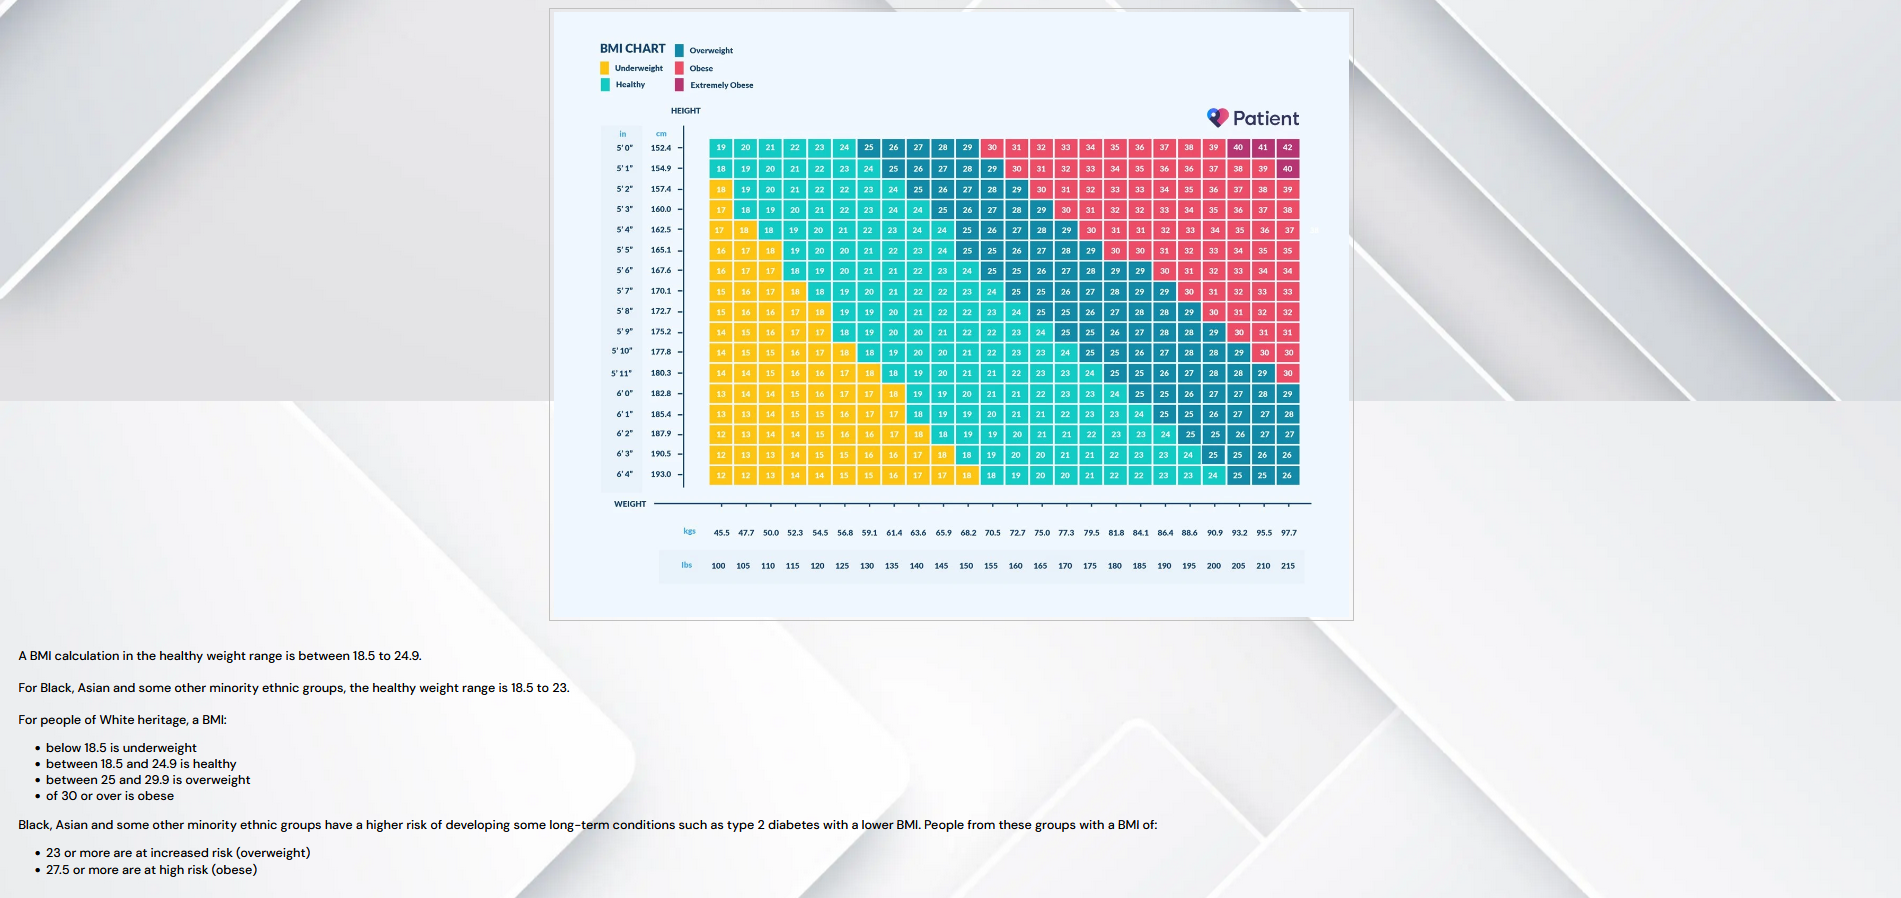 BMI CHART
Overweight
Underweight
Obese
Healthy
Extremely Obese
HEIGHT
Patient
in cm
5' 0" 152.4 19 20 21 22 23 24 25 26 27 28 29 30 31 32 33 34 35 36 37 38 39 40 41 42
5' 1" 154.9 18 19 20 21 22 23 24 25 26 27 28 29 30 31 32 33 34 35 36 36 37 38 39 40
5' 2" 157.4 18 19 20 21 22 22 23 24 25 26 27 28 29 30 31 32 33 33 34 35 36 37 38 39
5' 3" 160.0 17 18 19 20 21 22 23 24 24 25 26 27 28 29 30 31 32 32 33 34 35 36 37 38
5' 4" 162.5 17 18 18 19 20 21 22 23 24 24 25 26 27 28 29 30 31 31 32 33 34 35 36 37
5' 5" 165.1 16 17 18 19 20 20 21 22 23 24 25 25 26 27 28 29 30 30 31 32 33 34 35 35
5' 6" 167.6 16 17 17 18 19 20 21 21 22 23 24 25 25 26 27 28 29 29 30 31 32 33 34 34
5' 7" 170.1 15 16 17 18 18 19 20 21 22 22 23 24 25 25 26 27 28 29 29 30 31 32 33 33
5' 8" 172.7 15 16 16 17 18 19 19 20 21 22 22 23 24 25 25 26 27 28 28 29 30 31 32 32
5' 9" 175.2 14 15 16 17 17 18 19 20 20 21 22 22 23 24 25 25 26 27 28 28 29 30 31 31
5' 10" 177.8 14 15 15 16 17 18 18 19 20 20 21 22 23 23 24 25 25 26 27 28 28 29 30 30
5' 11" 180.3 14 14 15 16 16 17 18 18 19 20 21 21 22 23 23 24 25 25 26 27 28 28 29 30
6' 0" 182.8 13 14 14 15 16 17 17 18 19 19 20 21 21 22 23 23 24 25 25 26 27 27 28 29
6' 1" 185.4 13 13 14 15 15 16 17 17 18 19 19 20 21 21 22 23 23 24 25 25 26 27 27 28
6' 2" 187.9 12 13 14 14 15 16 16 17 18 18 19 19 20 21 21 22 23 23 24 25 25 26 27 27
6' 3" 190.5 12 13 13 14 15 15 16 16 17 18 18 19 20 20 21 21 22 23 23 24 25 25 26 26
6' 4" 193.0 12 12 13 14 14 15 15 16 17 17 18 18 19 20 20 21 22 22 23 23 24 25 25 26
WEIGHT
kgs 45.5 47.7 50.0 52.3 54.5 56.8 59.1 61.4 63.6 65.9 68.2 70.5 72.7 75.0 77.3 79.5 81.8 84.1 86.4 88.6 90.9 93.2 95.5 97.7
lbs 100 105 110 115 120 125 130 135 140 145 150 155 160 165 170 175 180 185 190 195 200 205 210 215
A BMI calculation in the healthy weight range is between 18.5 to 24.9.
For Black, Asian and some other minority ethnic groups, the healthy weight range is 18.5 to 23.
For people of White heritage, a BMI:
• below 18.5 is underweight
• between 18.5 and 24.9 is healthy
• between 25 and 29.9 is overweight
• of 30 or over is obese
Black, Asian and some other minority ethnic groups have a higher risk of developing some long-term conditions such as type 2 diabetes with a lower BMI. People from these groups with a BMI of:
• 23 or more are at increased risk (overweight)
• 27.5 or more are at high risk (obese)